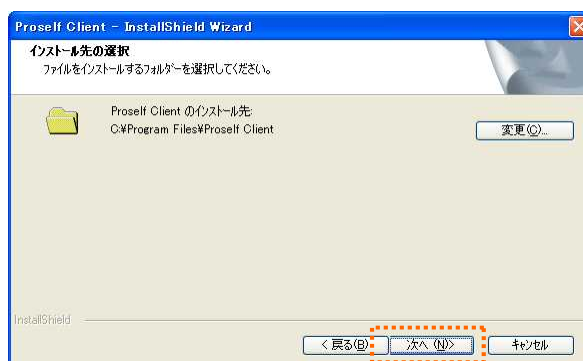 Proself Client - InstallShield Wizard
インストール先の選択
ファイルをインストールするフォルダーを選択してください。
Proself Client のインストール先:
C:¥Program Files¥Proself Client
変更(C)...
InstallShield
< 戻る(B)
次へ (N)>
キャンセル